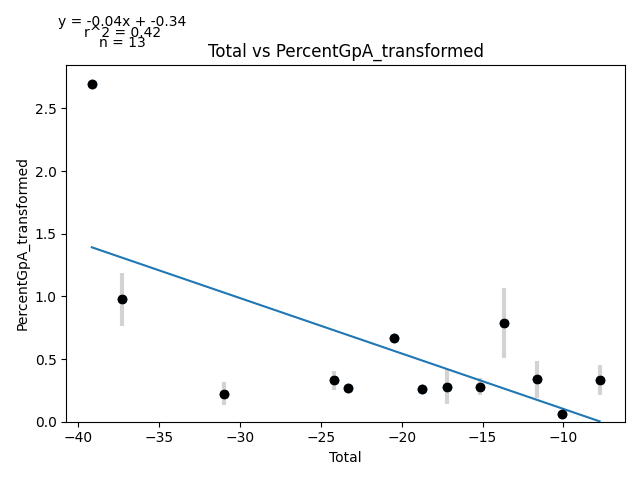 y = -0.04x + -0.34
r^2 = 0.42
n = 13
Total vs PercentGpA_transformed
2.5
2.0
1.5
1.0
0.5
0.0
PercentGpA_transformed
−40
−35
−30
−25
−20
−15
−10
Total